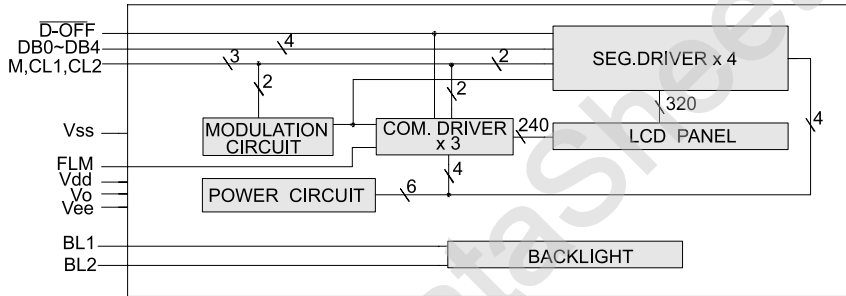 D-OFF
DB0~DB4
M,CL1,CL2
4
3
2
2
2
SEG.DRIVER x 4
320
4
Vss
MODULATION
CIRCUIT
COM. DRIVER
x 3
240
LCD PANEL
FLM
Vdd
Vo
Vee
4
POWER CIRCUIT
6
BL1
BL2
BACKLIGHT
ataSheet